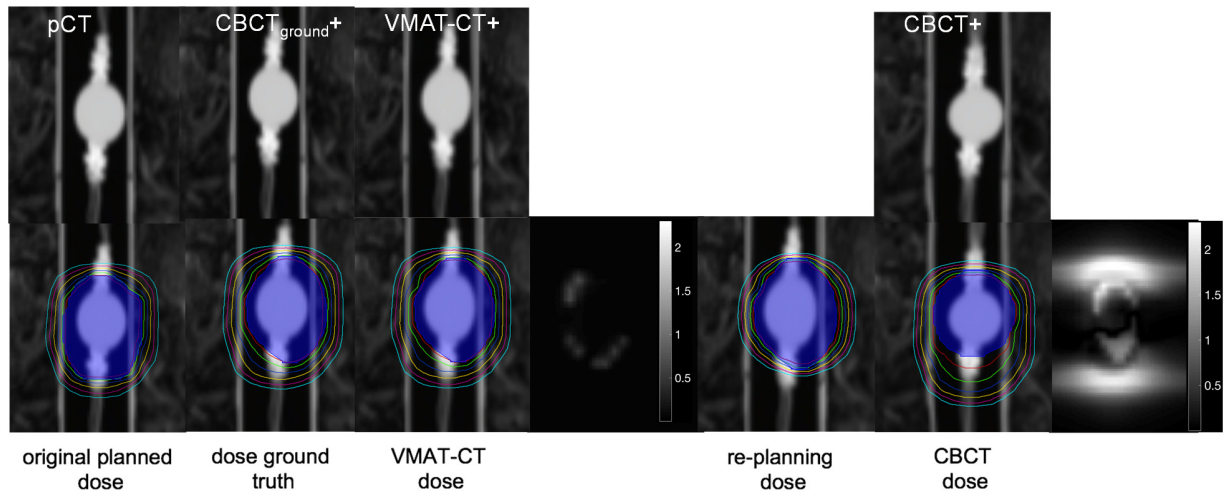 pCT
CBCTground+
VMAT-CT+
CBCT+
2
1.5
1
0.5
2
1.5
1
0.5
original planned
dose
dose ground
truth
VMAT-CT
dose
re-planning
dose
CBCT
dose